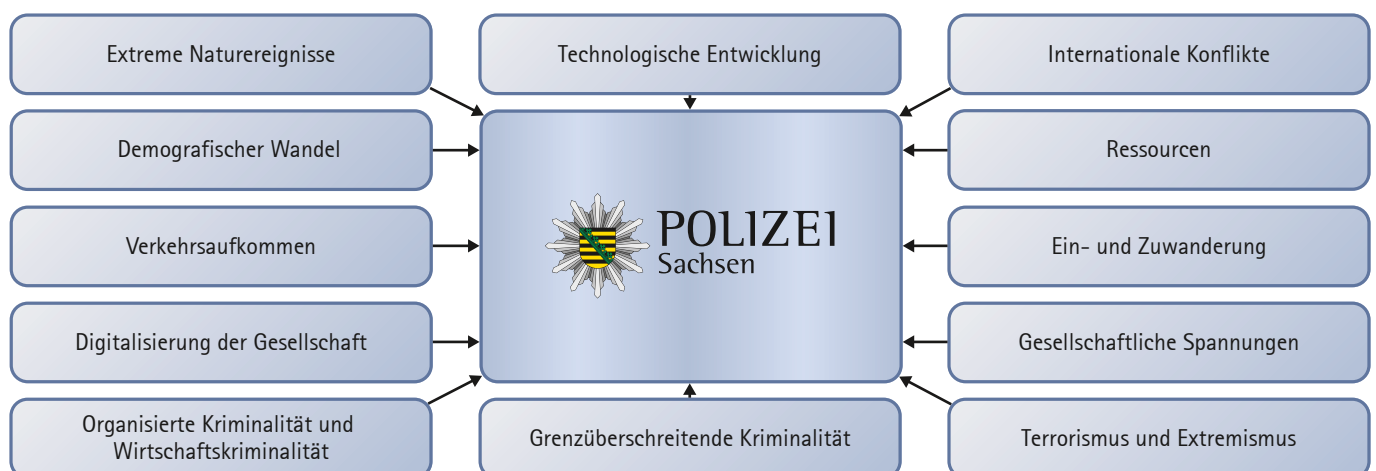 Extreme Naturereignisse
Technologische Entwicklung
Internationale Konflikte
Demografischer Wandel
Ressourcen
POLIZEI
Sachsen
Verkehrsaufkommen
Ein- und Zuwanderung
Digitalisierung der Gesellschaft
Gesellschaftliche Spannungen
Organisierte Kriminalität und
Wirtschaftskriminalität
Grenzüberschreitende Kriminalität
Terrorismus und Extremismus